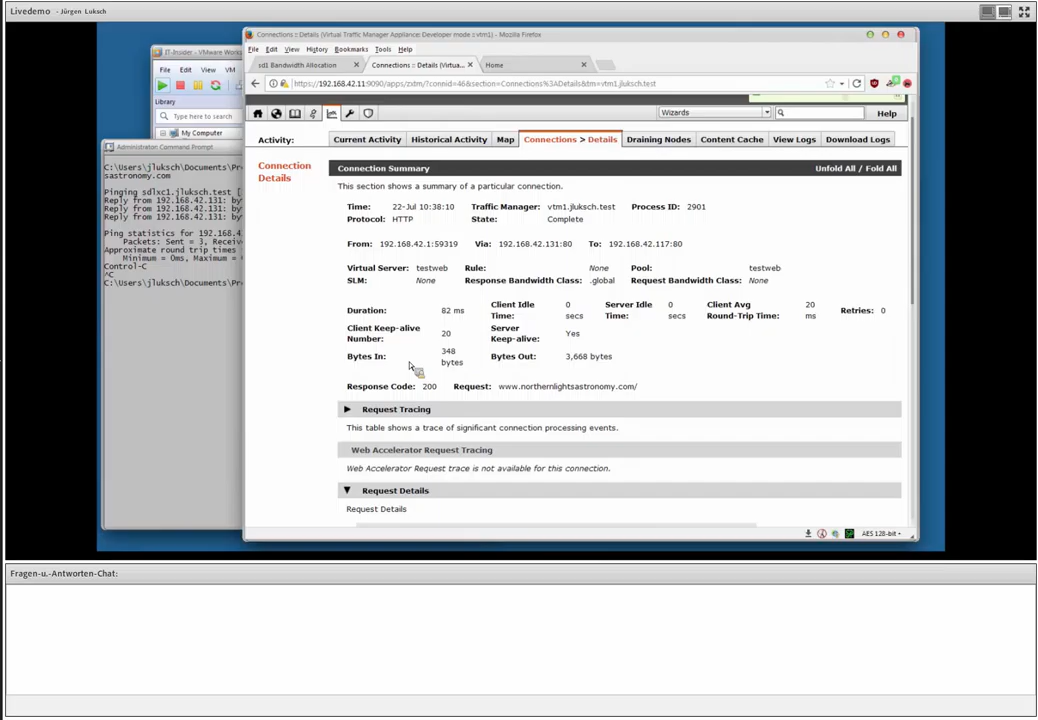 Livedemo - Jürgen Luksch
IT-Insider - VMware Works
File Edit View VM
Library
Type here to search
My Computer
Administrator: Command Prompt
C:\Users\jluksch\Documents\Pr
sastronomy.com
Pinging sdlxc1.jluksch.test [
Reply from 192.168.42.131: by
Reply from 192.168.42.131: by
Reply from 192.168.42.131: by
Ping statistics for 192.168.4
Packets: Sent = 3, Receiv
Approximate round trip times
Minimum = 0ms, Maximum =
Control-C
^C
C:\Users\jluksch\Documents\Pr
Connections :: Details (Virtual Traffic Manager Appliance: Developer mode : vtm1) - Mozilla Firefox
File Edit View History Bookmarks Tools Help
sd1 Bandwidth Allocation
Connections :: Details (Virtua...
Home
https://192.168.42.11:9090/apps/zxtm/?connid=46&section=Connections%3ADetails&tm=vtm1.jluksch.test
Wizards
Help
Activity: Current Activity Historical Activity Map Connections > Details Draining Nodes Content Cache View Logs Download Logs
Connection Details
Connection Summary Unfold All / Fold All
This section shows a summary of a particular connection.
Time: 22-Jul 10:38:10 Traffic Manager: vtm1.jluksch.test Process ID: 2901
Protocol: HTTP State: Complete
From: 192.168.42.1:59319 Via: 192.168.42.131:80 To: 192.168.42.117:80
Virtual Server: testweb Rule: None Pool: testweb
SLM: None Response Bandwidth Class: .global Request Bandwidth Class: None
Duration: 82 ms Client Idle Time: 0 secs Server Idle Time: 0 secs Client Avg Round-Trip Time: 20 ms Retries: 0
Client Keep-alive Number: 20 Server Keep-alive: Yes
Bytes In: 348 bytes Bytes Out: 3,668 bytes
Response Code: 200 Request: www.northernlightsastronomy.com/
Request Tracing
This table shows a trace of significant connection processing events.
Web Accelerator Request Tracing
Web Accelerator Request trace is not available for this connection.
Request Details
Request Details
AES 128-bit
Fragen-u.-Antworten-Chat: